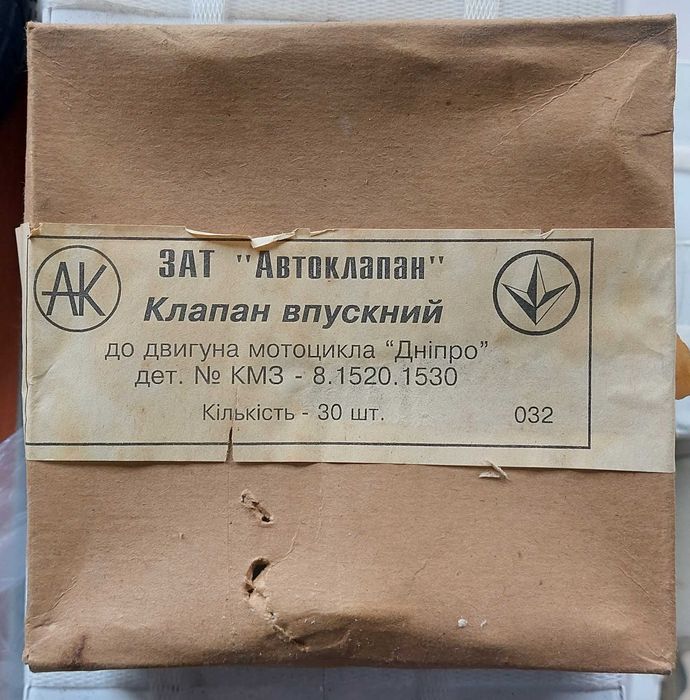 АК
ЗАТ "Автоклапан"
Клапан впускний
до двигуна мотоцикла "Дніпро"
дет. № КМЗ - 8.1520.1530
Кількість - 30 шт.
032